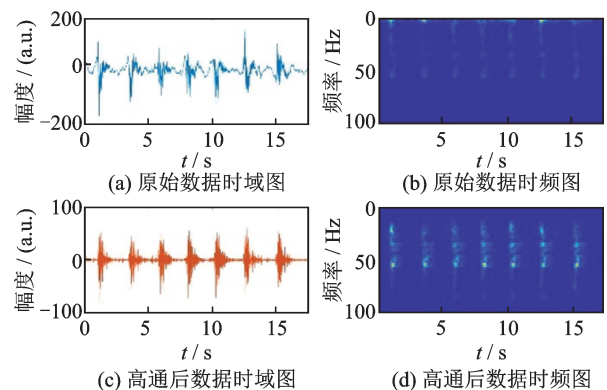 幅度 / (a.u.)
200
0
−200
0
5
10
15
t / s
(a) 原始数据时域图
频率 / Hz
0
50
100
5
10
15
t / s
(b) 原始数据时频图
幅度 / (a.u.)
100
0
−100
0
5
10
15
t / s
(c) 高通后数据时域图
频率 / Hz
0
50
100
5
10
15
t / s
(d) 高通后数据时频图